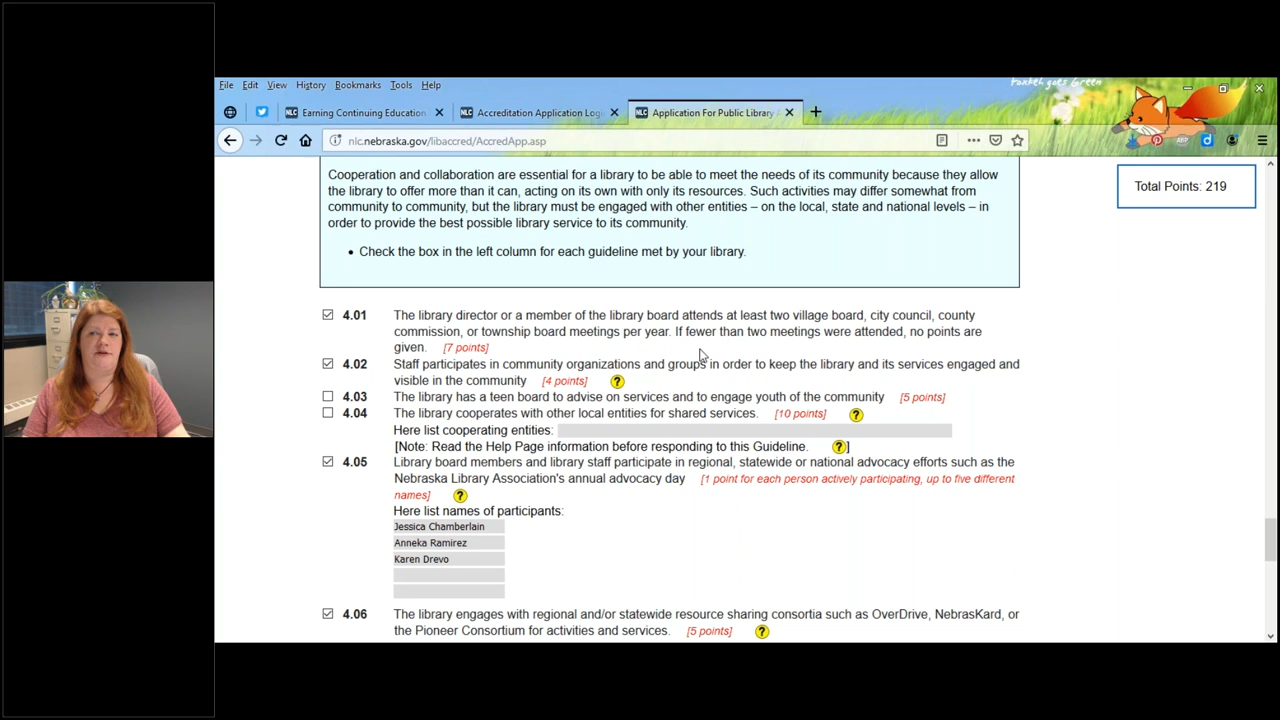 Foxkeh goes Green
File Edit View History Bookmarks Tools Help
NLC Earning Continuing Education
NLC Accreditation Application Log
NLC Application For Public Library A
nlc.nebraska.gov/libaccred/AccredApp.asp
Total Points: 219
Cooperation and collaboration are essential for a library to be able to meet the needs of its community because they allow
the library to offer more than it can, acting on its own with only its resources. Such activities may differ somewhat from
community to community, but the library must be engaged with other entities – on the local, state and national levels – in
order to provide the best possible library service to its community.
• Check the box in the left column for each guideline met by your library.
4.01 The library director or a member of the library board attends at least two village board, city council, county
commission, or township board meetings per year. If fewer than two meetings were attended, no points are
given. [7 points]
4.02 Staff participates in community organizations and groups in order to keep the library and its services engaged and
visible in the community [4 points] ?
4.03 The library has a teen board to advise on services and to engage youth of the community [5 points]
4.04 The library cooperates with other local entities for shared services. [10 points] ?
Here list cooperating entities:
[Note: Read the Help Page information before responding to this Guideline. ?]
4.05 Library board members and library staff participate in regional, statewide or national advocacy efforts such as the
Nebraska Library Association's annual advocacy day [1 point for each person actively participating, up to five different
names] ?
Here list names of participants:
Jessica Chamberlain
Anneka Ramirez
Karen Drevo
4.06 The library engages with regional and/or statewide resource sharing consortia such as OverDrive, NebrasKard, or
the Pioneer Consortium for activities and services. [5 points] ?